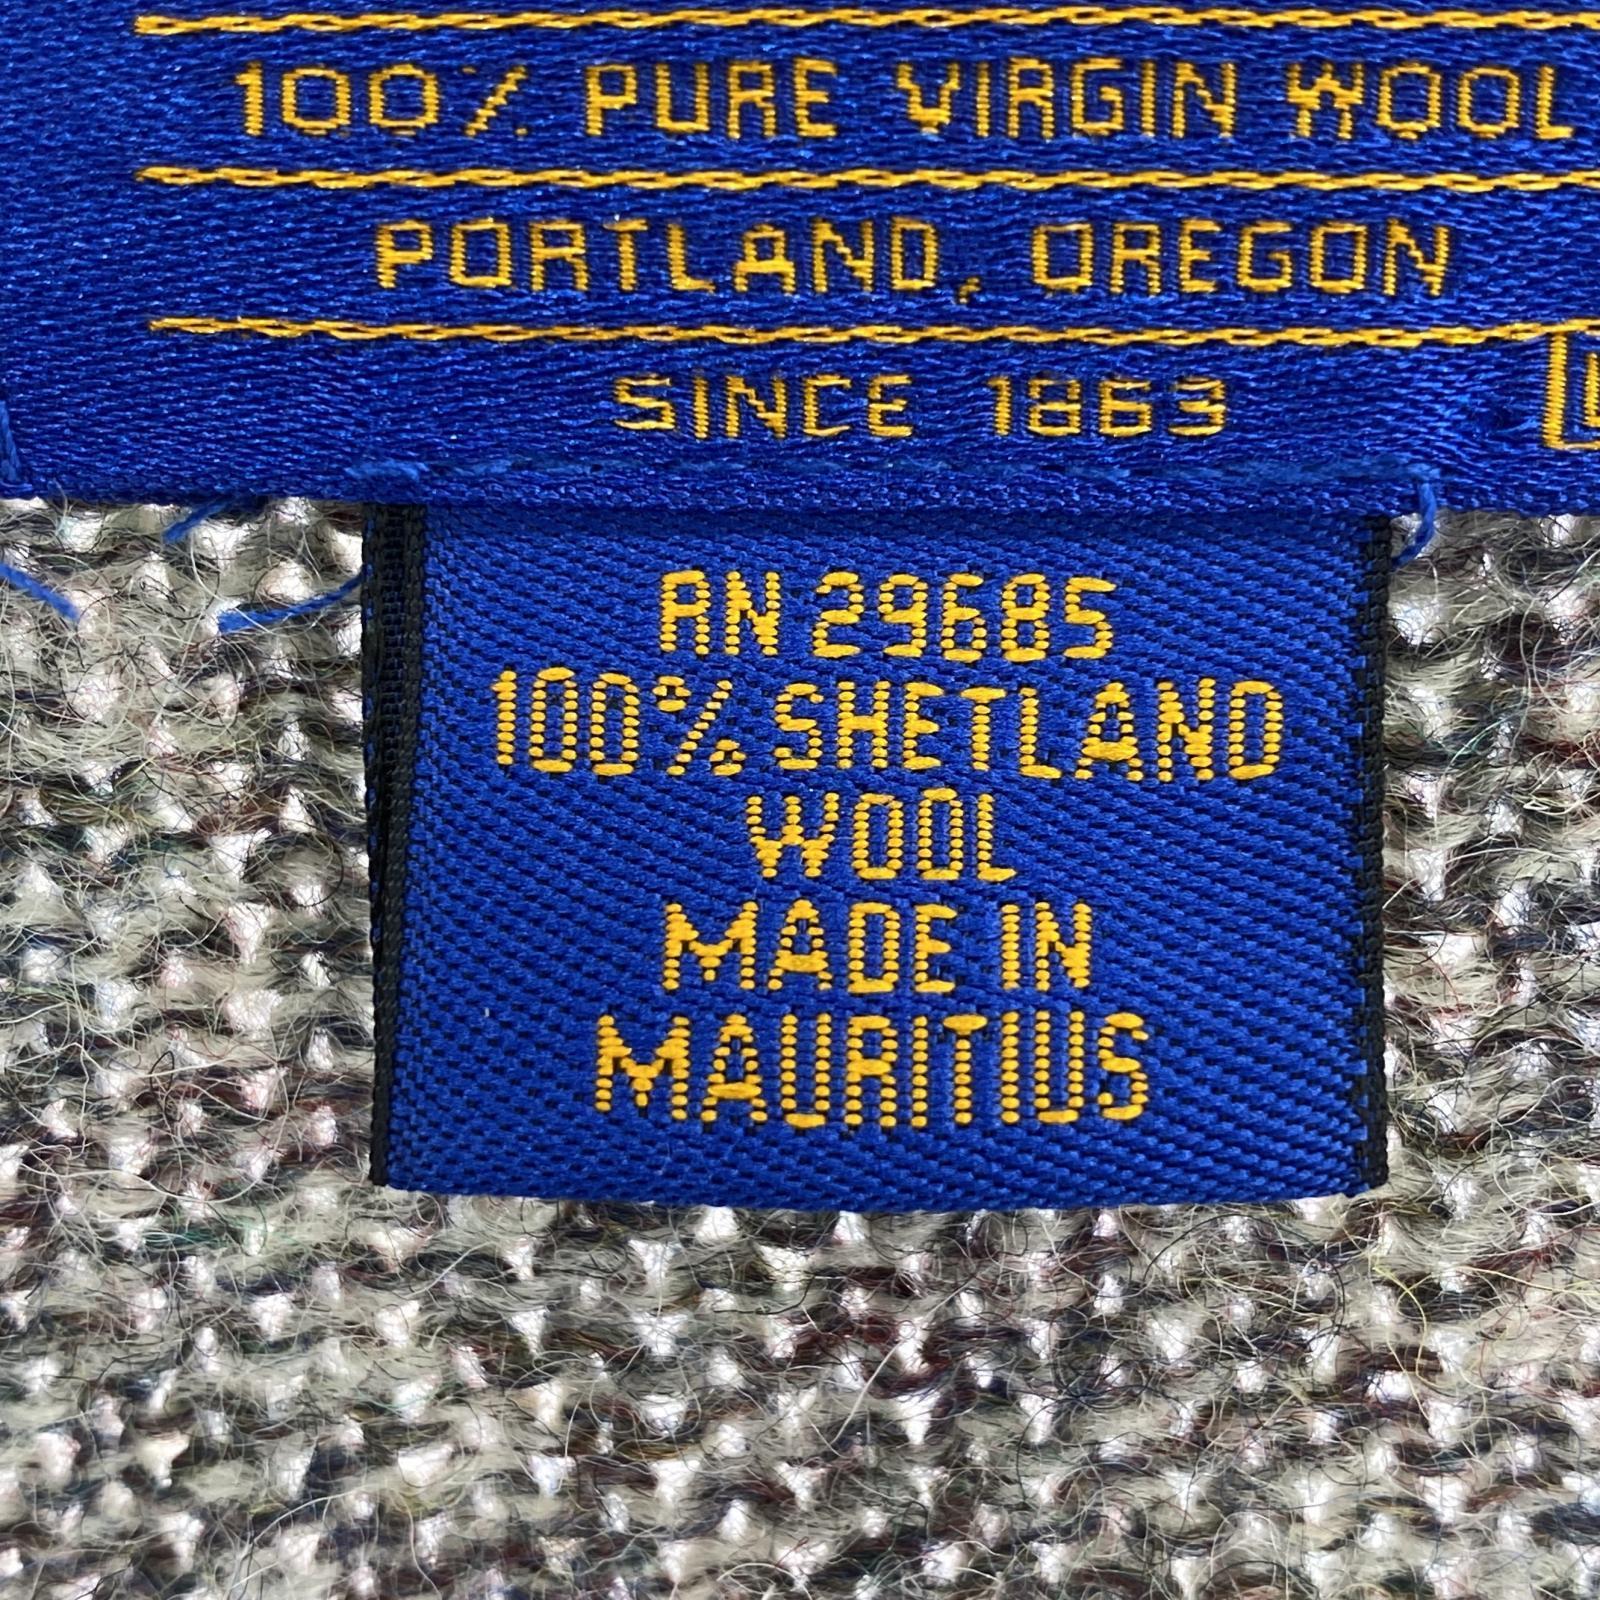 100% PURE VIRGIN WOOL
PORTLAND, OREGON
SINCE 1863
RN 29685
100% SHETLAND
WOOL
MADE IN
MAURITIUS